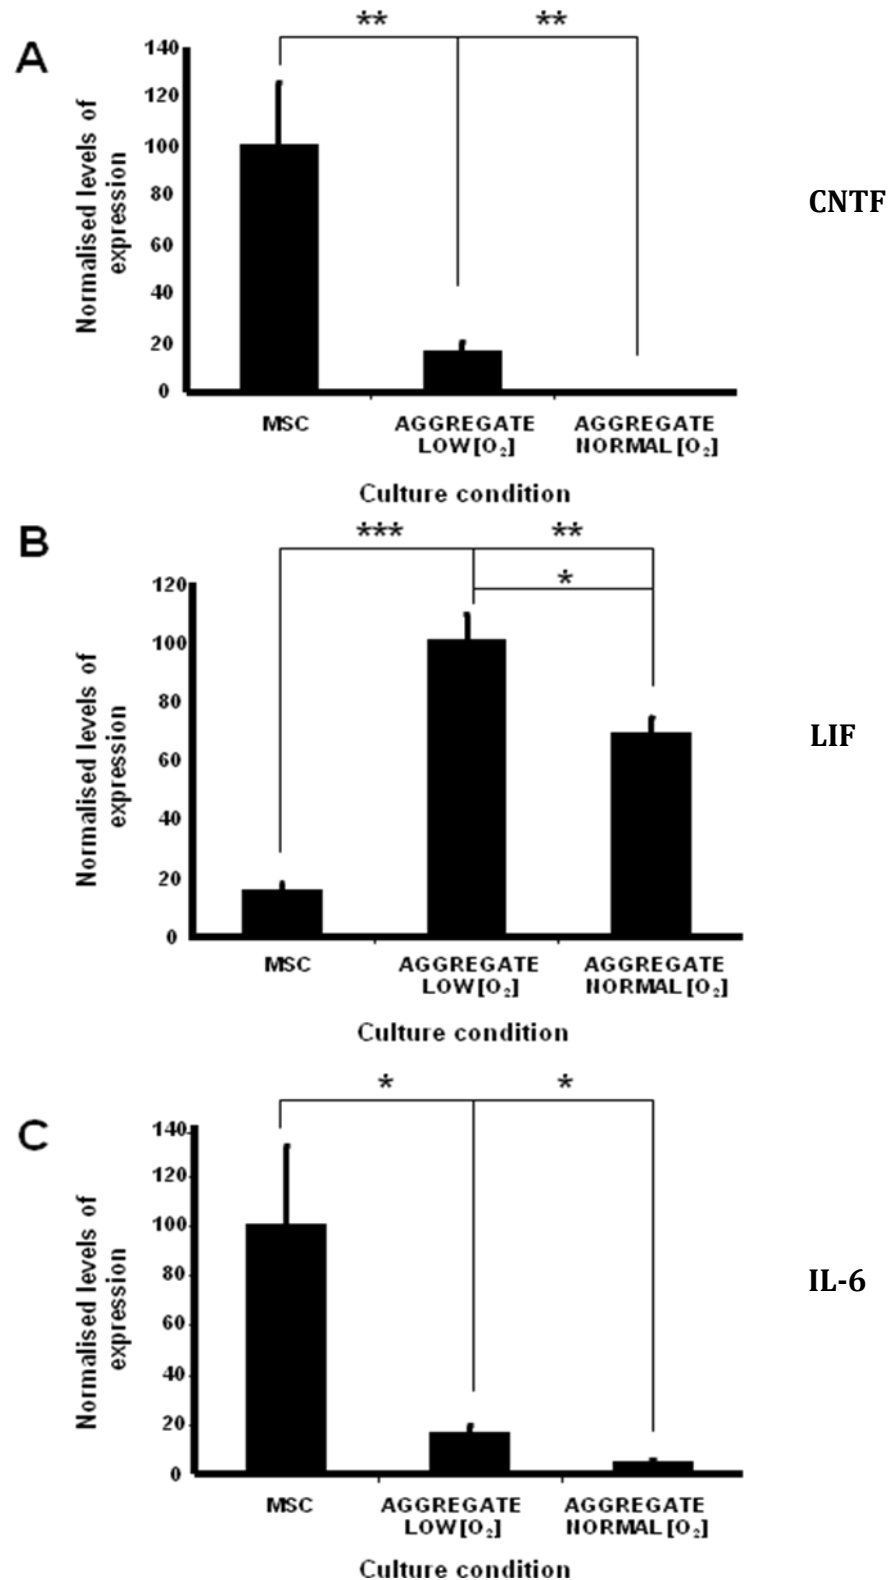 A
** **
140
120
100
80
60
40
20
0
Normalised levels of
expression
CNTF
MSC AGGREGATE AGGREGATE
LOW[O₂] NORMAL[O₂]
Culture condition
B
*** **
*
120
100
80
60
40
20
0
Normalised levels of
expression
LIF
MSC AGGREGATE AGGREGATE
LOW[O₂] NORMAL[O₂]
Culture condition
C
* *
140
120
100
80
60
40
20
0
Normalised levels of
expression
IL-6
MSC AGGREGATE AGGREGATE
LOW[O₂] NORMAL[O₂]
Culture condition